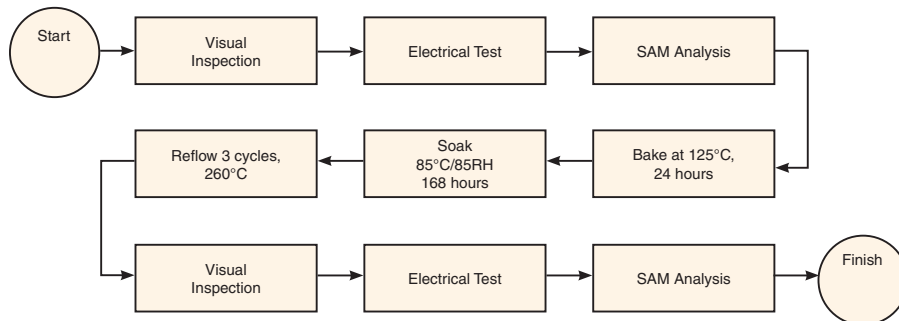 Start
Visual
Inspection
Electrical Test
SAM Analysis
Bake at 125°C,
24 hours
Soak
85°C/85RH
168 hours
Reflow 3 cycles,
260°C
Visual
Inspection
Electrical Test
SAM Analysis
Finish